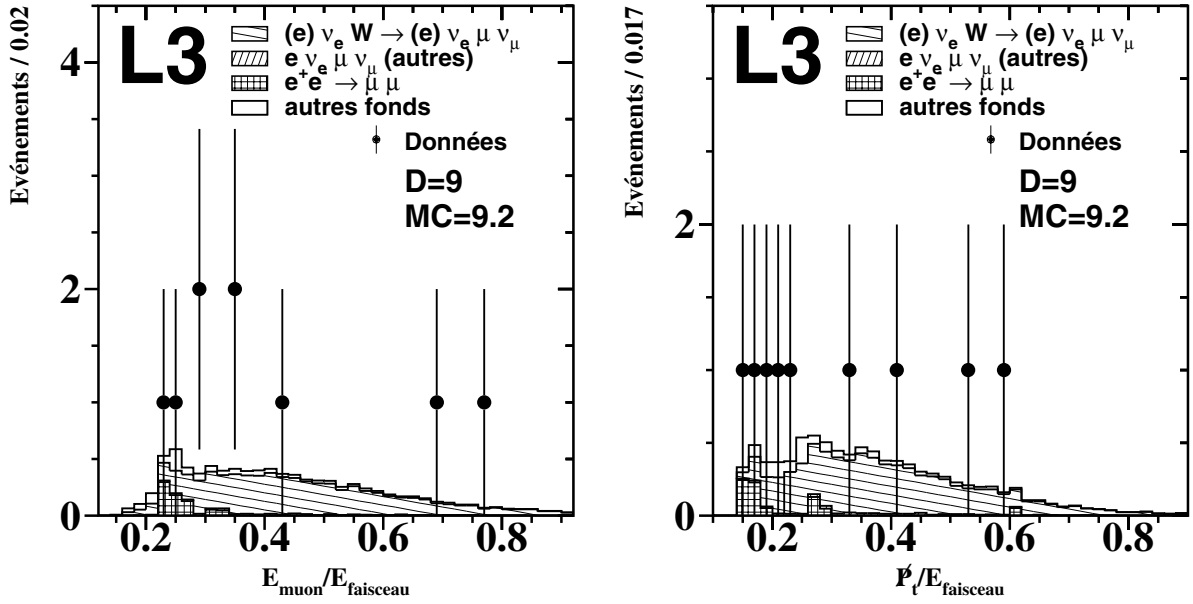 Evénements / 0.02
4
2
0
L3
(e) νe W → (e) νe μ νμ
e νe μ νμ (autres)
e+e- → μ μ
autres fonds
Données
D=9
MC=9.2
0.2 0.4 0.6 0.8
Emuon/Efaisceau
Evénements / 0.017
2
0
L3
(e) νe W → (e) νe μ νμ
e νe μ νμ (autres)
e+e- → μ μ
autres fonds
Données
D=9
MC=9.2
0.2 0.4 0.6 0.8
P̸t/Efaisceau